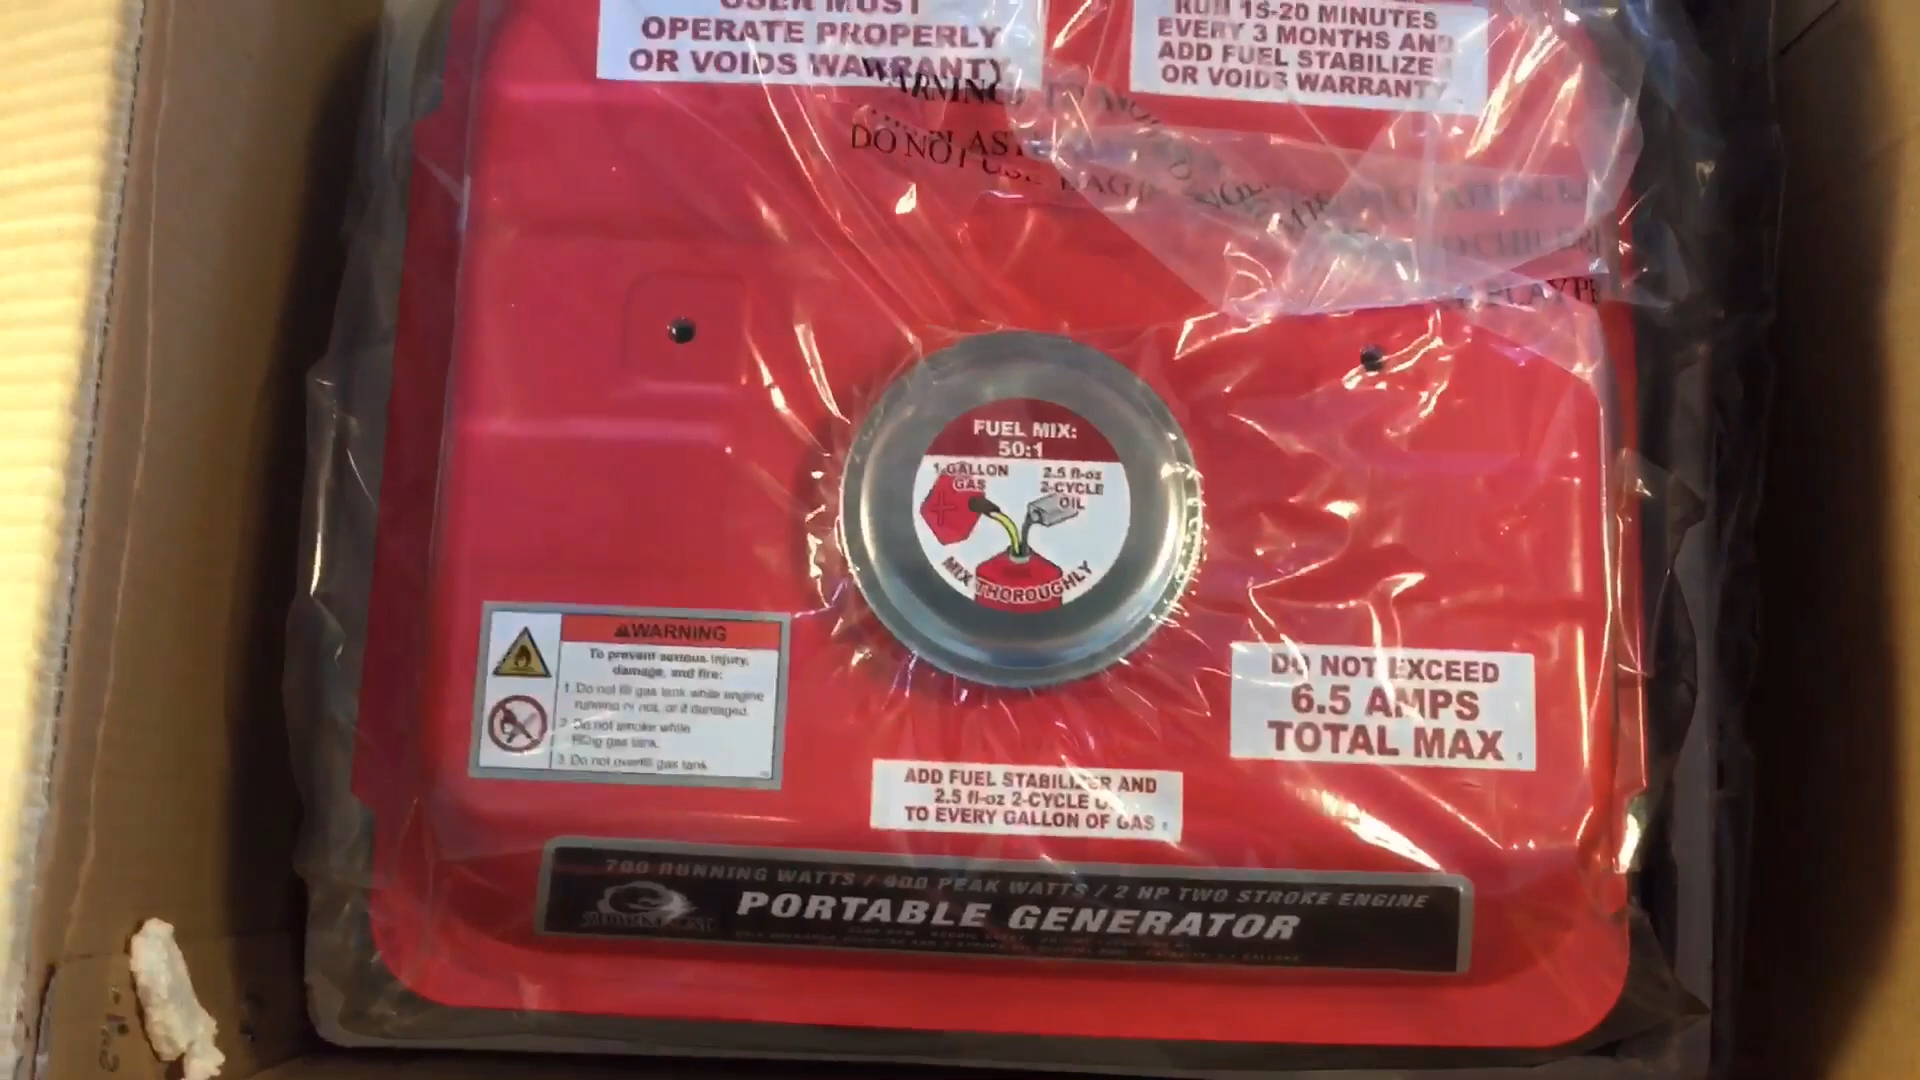 USER MUST
OPERATE PROPERLY
OR VOIDS WARRANTY
RUN 15-20 MINUTES
EVERY 3 MONTHS AND
ADD FUEL STABILIZE
OR VOIDS WARRANTY
WARNING
DO NOT USE
FUEL MIX:
50:1
1 GALLON
GAS
2.5 fl-oz
2-CYCLE
OIL
MIX THOROUGHLY
WARNING
To prevent serious injury,
damage, and fire:
1. Do not fill gas tank while engine
running or hot, or if damaged.
2. Do not smoke while
filling gas tank.
3. Do not overfill gas tank
DO NOT EXCEED
6.5 AMPS
TOTAL MAX
ADD FUEL STABILIZER AND
2.5 fl-oz 2-CYCLE
TO EVERY GALLON OF GAS
700 RUNNING WATTS / 900 PEAK WATTS / 2 HP TWO STROKE ENGINE
PORTABLE GENERATOR